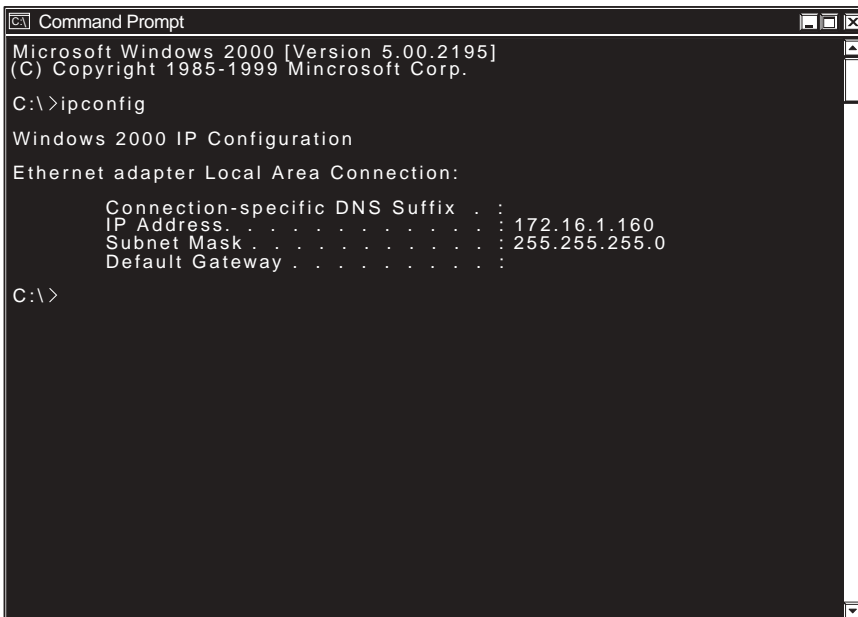 C:\ Command Prompt
Microsoft Windows 2000 [Version 5.00.2195]
(C) Copyright 1985-1999 Mincrosoft Corp.
C:\>ipconfig
Windows 2000 IP Configuration
Ethernet adapter Local Area Connection:
Connection-specific DNS Suffix . :
IP Address. . . . . . . . . . . . : 172.16.1.160
Subnet Mask . . . . . . . . . . . : 255.255.255.0
Default Gateway . . . . . . . . . :
C:\>